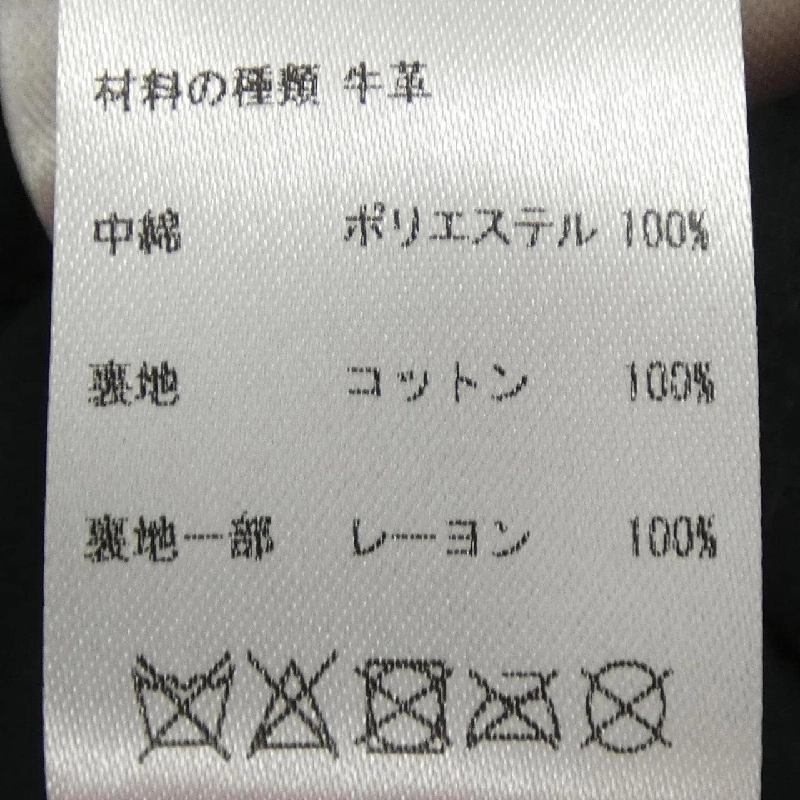 材料の種類 牛革
中綿 ポリエステル 100%
裏地 コットン 100%
裏地一部 レーヨン 100%